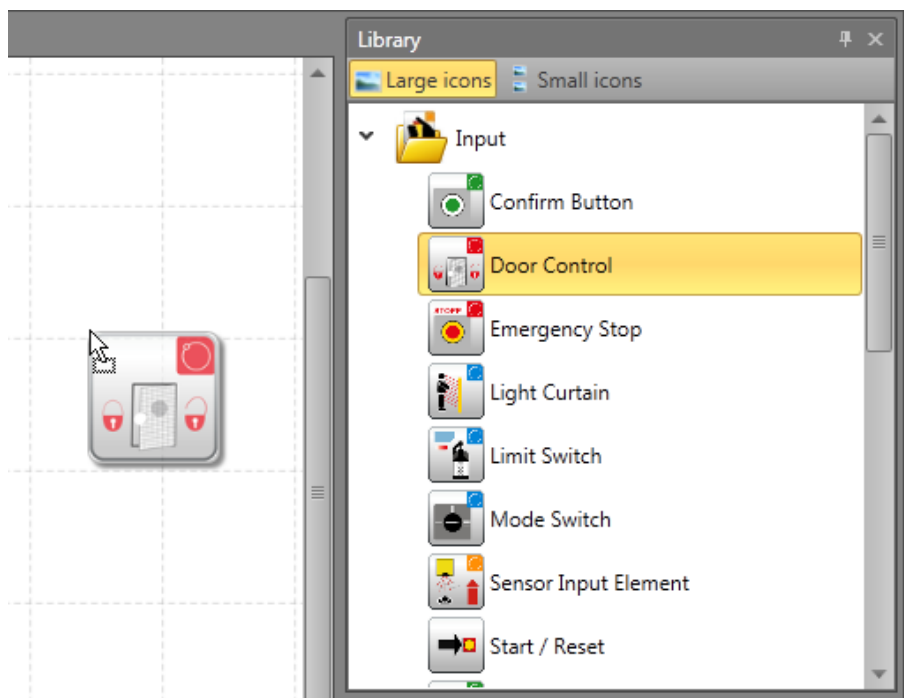 Library
Large icons
Small icons
Input
Confirm Button
Door Control
STOPP
Emergency Stop
Light Curtain
Limit Switch
Mode Switch
Sensor Input Element
Start / Reset